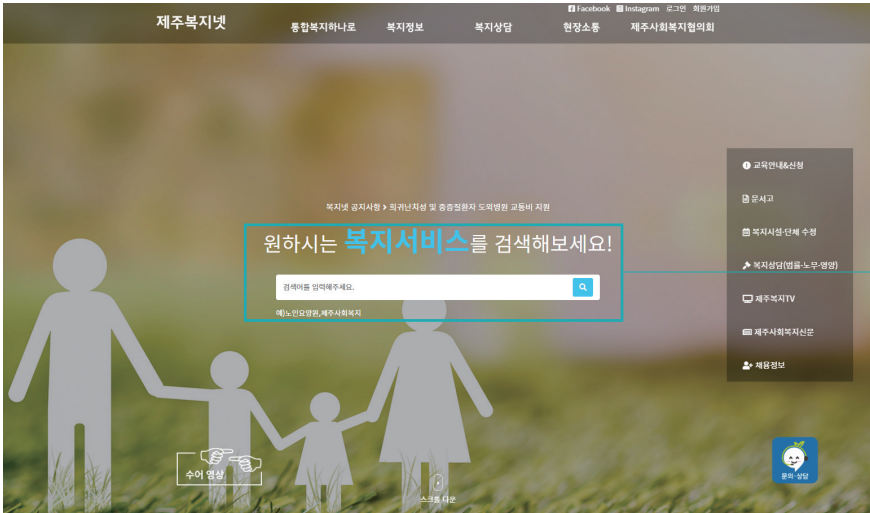 Facebook Instagram 로그인 회원가입
제주복지넷
통합복지하나로 복지정보 복지상담 현장소통 제주사회복지협의회
교육안내&신청
문서고
복지시설·단체 수정
복지상담(법률·노무·영양)
제주복지TV
제주사회복지신문
채용정보
복지넷 공지사항 > 희귀난치성 및 중증질환자 도외병원 교통비 지원
원하시는 복지서비스를 검색해보세요!
검색어를 입력해주세요.
예)노인요양원,제주사회복지
수어 영상
스크롤 다운
문의·상담